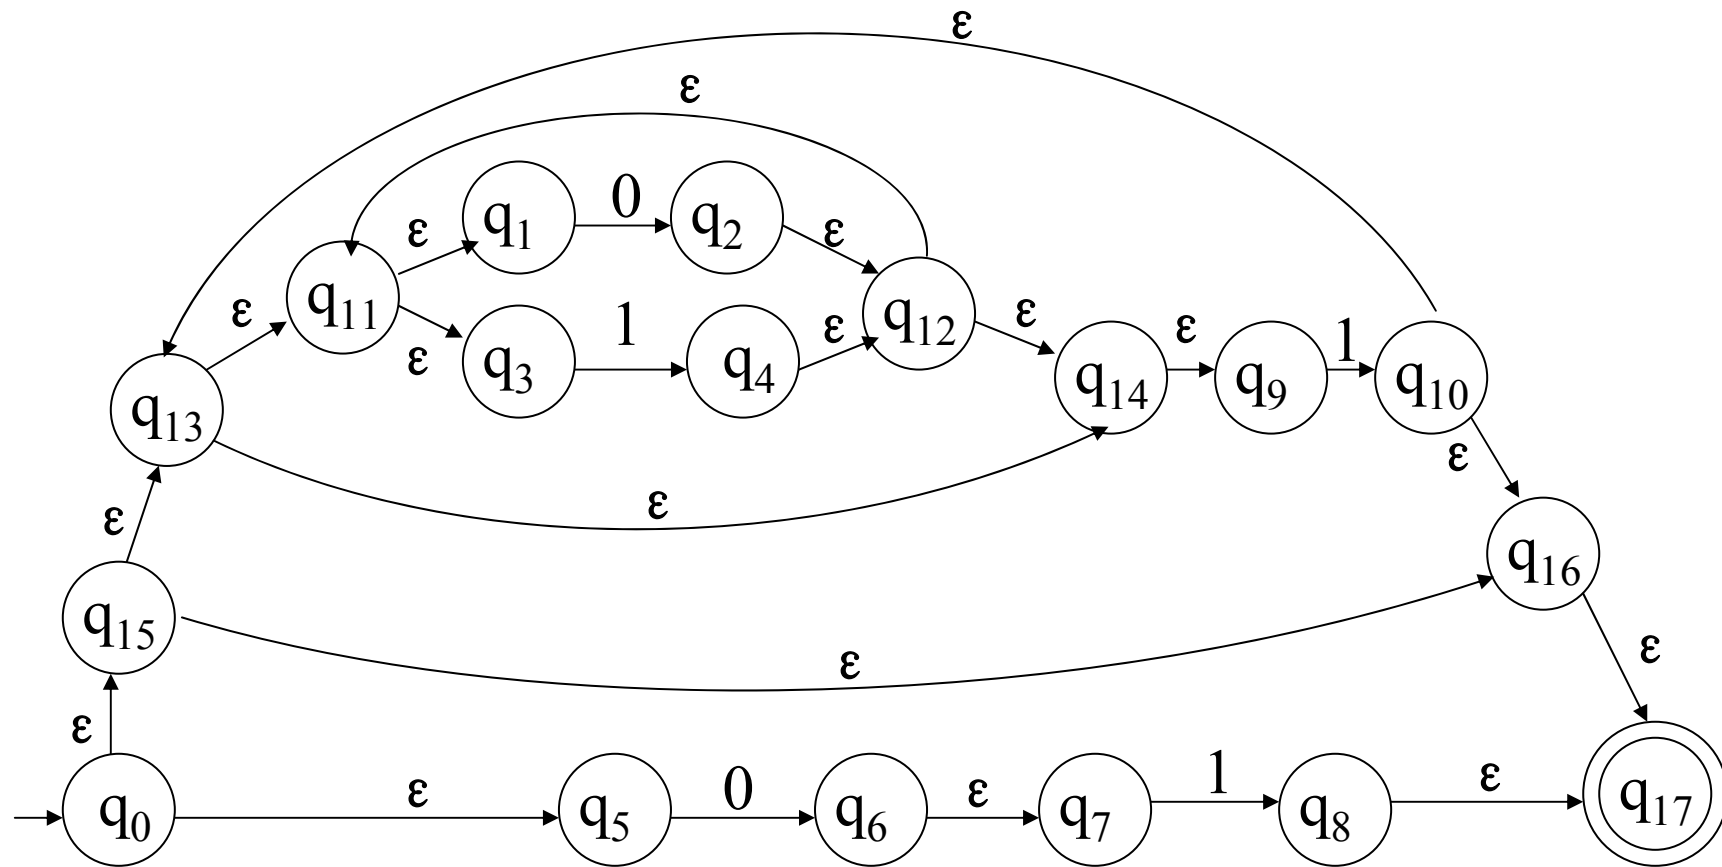 ε
ε
q1 0 q2
ε ε
q11 q12
ε 1 ε ε ε 1
ε q3 q4 q14 q9 q10
q13
ε
ε ε
q16
q15
ε ε
ε
q0 ε q5 0 q6 ε q7 1 q8 ε q17